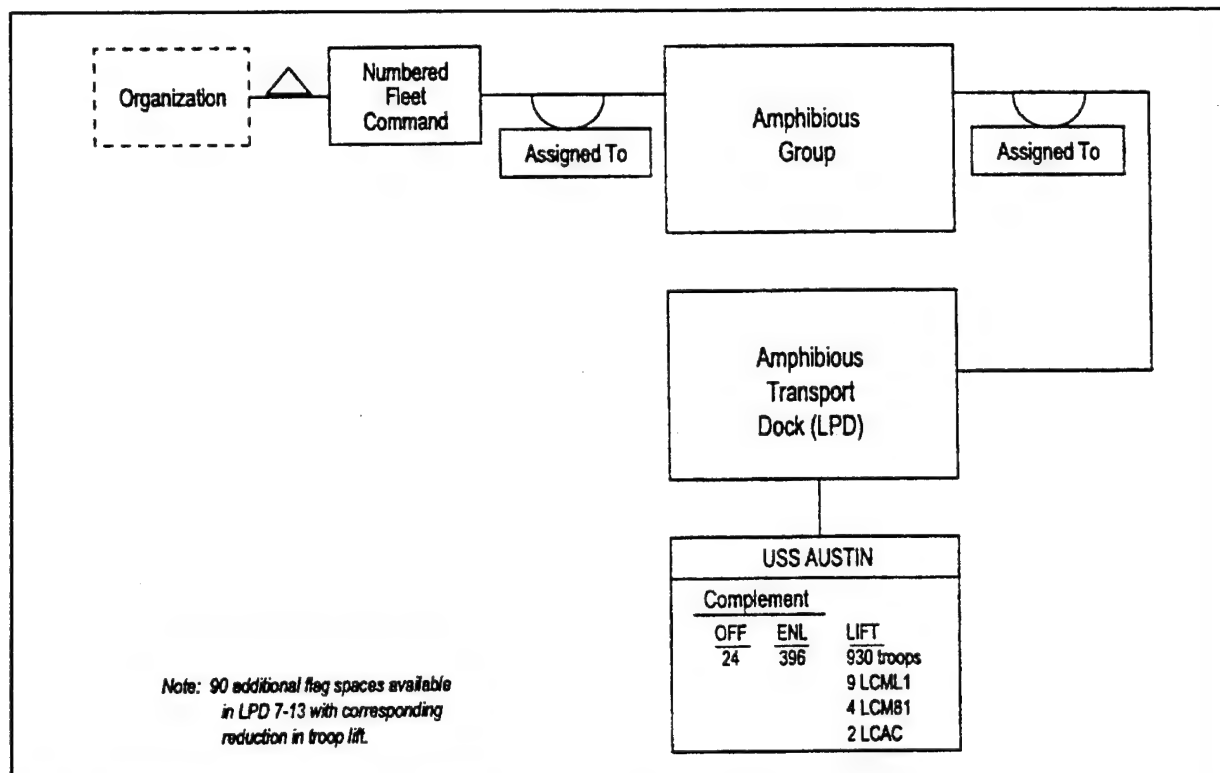 Organization
Numbered
Fleet
Command
Assigned To
Amphibious
Group
Assigned To
Amphibious
Transport
Dock (LPD)
USS AUSTIN
Complement
OFF ENL LIFT
24 396 930 troops
9 LCML1
4 LCM81
2 LCAC
Note: 90 additional flag spaces available
in LPD 7-13 with corresponding
reduction in troop lift.